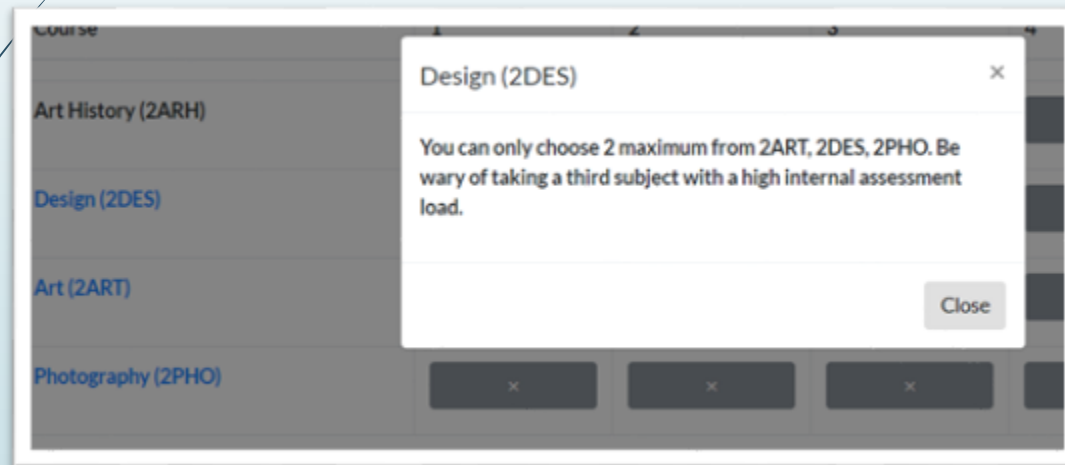 Course 1 2 3 4
Design (2DES) ×
Art History (2ARH)
You can only choose 2 maximum from 2ART, 2DES, 2PHO. Be
wary of taking a third subject with a high internal assessment
load.
Design (2DES)
Art (2ART)
Close
Photography (2PHO) × × ×